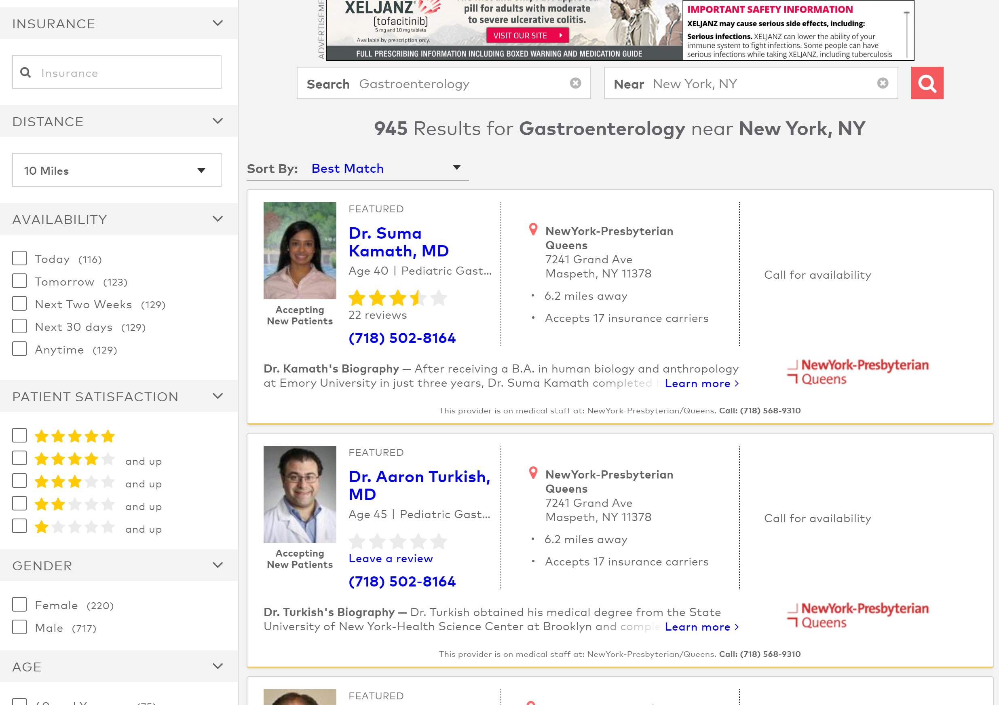 INSURANCE
Insurance
DISTANCE
10 Miles
AVAILABILITY
Today (116)
Tomorrow (123)
Next Two Weeks (129)
Next 30 days (129)
Anytime (129)
PATIENT SATISFACTION
and up
and up
and up
and up
GENDER
Female (220)
Male (717)
AGE
XELJANZ®
(tofacitinib)
5 mg and 10 mg tablets
Available by prescription only.
pill for adults with moderate
to severe ulcerative colitis.
VISIT OUR SITE
FULL PRESCRIBING INFORMATION INCLUDING BOXED WARNING AND MEDICATION GUIDE
IMPORTANT SAFETY INFORMATION
XELJANZ may cause serious side effects, including:
Serious infections. XELJANZ can lower the ability of your
immune system to fight infections. Some people can have
serious infections while taking XELJANZ, including tuberculosis
Search Gastroenterology
Near New York, NY
945 Results for Gastroenterology near New York, NY
Sort By: Best Match
FEATURED
Dr. Suma
Kamath, MD
Age 40 | Pediatric Gast...
22 reviews
(718) 502-8164
Accepting
New Patients
NewYork-Presbyterian
Queens
7241 Grand Ave
Maspeth, NY 11378
• 6.2 miles away
• Accepts 17 insurance carriers
Call for availability
Dr. Kamath's Biography — After receiving a B.A. in human biology and anthropology
at Emory University in just three years, Dr. Suma Kamath completed Learn more >
NewYork-Presbyterian
Queens
This provider is on medical staff at: NewYork-Presbyterian/Queens. Call: (718) 568-9310
FEATURED
Dr. Aaron Turkish,
MD
Age 45 | Pediatric Gast...
Leave a review
(718) 502-8164
Accepting
New Patients
NewYork-Presbyterian
Queens
7241 Grand Ave
Maspeth, NY 11378
• 6.2 miles away
• Accepts 17 insurance carriers
Call for availability
Dr. Turkish's Biography — Dr. Turkish obtained his medical degree from the State
University of New York-Health Science Center at Brooklyn and comple Learn more >
NewYork-Presbyterian
Queens
This provider is on medical staff at: NewYork-Presbyterian/Queens. Call: (718) 568-9310
FEATURED